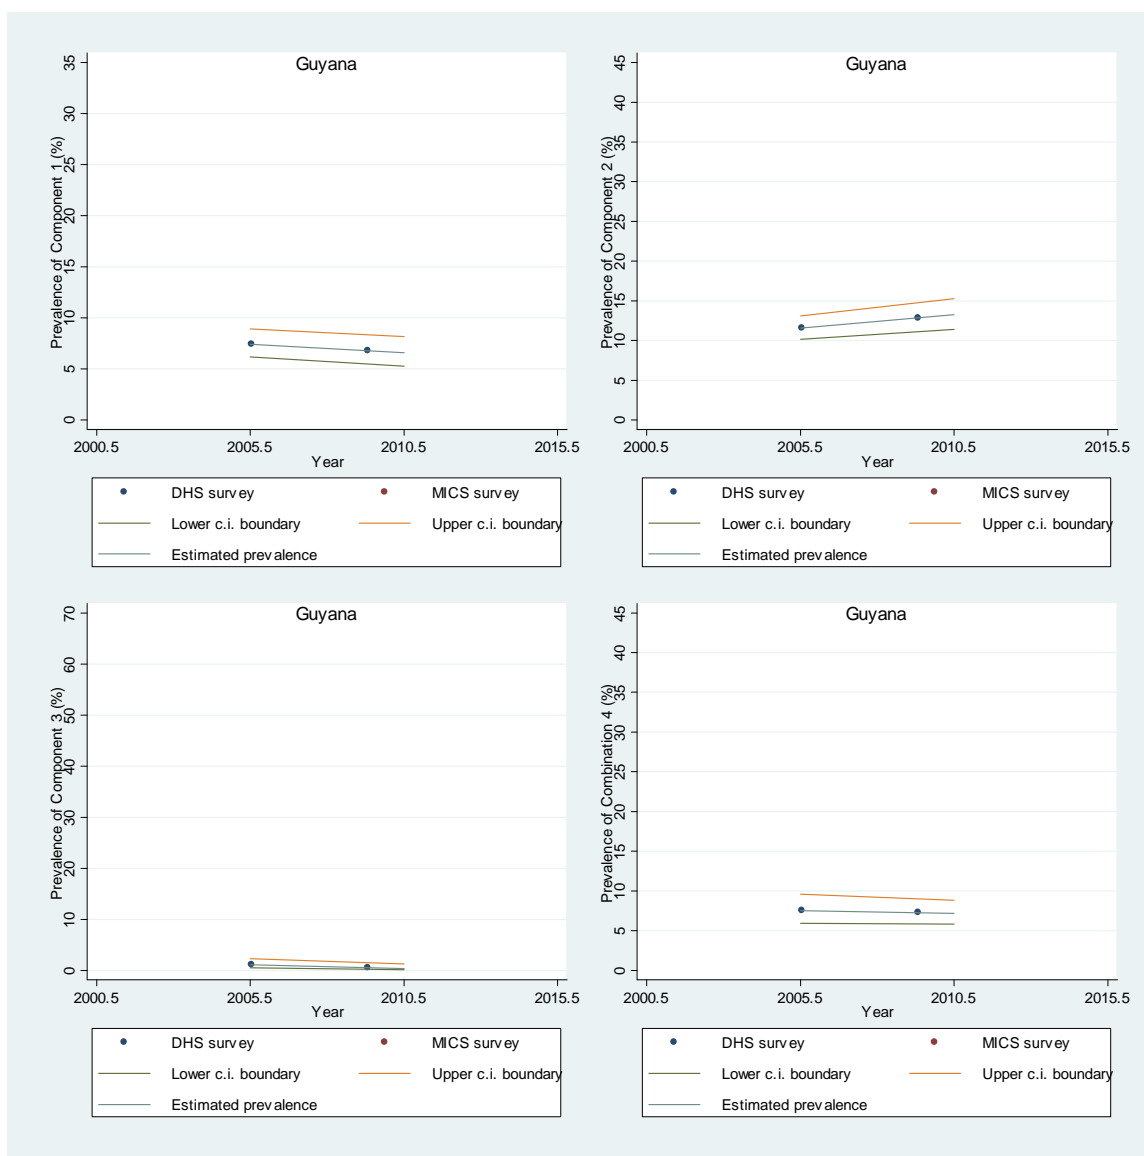 Guyana
Prevalence of Component 1 (%)
35
30
25
20
15
10
5
0
2000.5 2005.5 2010.5 2015.5
Year
DHS survey MICS survey
Lower c.i. boundary Upper c.i. boundary
Estimated prevalence
Guyana
Prevalence of Component 2 (%)
45
40
35
30
25
20
15
10
5
0
2000.5 2005.5 2010.5 2015.5
Year
DHS survey MICS survey
Lower c.i. boundary Upper c.i. boundary
Estimated prevalence
Guyana
Prevalence of Component 3 (%)
70
60
50
40
30
20
10
0
2000.5 2005.5 2010.5 2015.5
Year
DHS survey MICS survey
Lower c.i. boundary Upper c.i. boundary
Estimated prevalence
Guyana
Prevalence of Combination 4 (%)
45
40
35
30
25
20
15
10
5
0
2000.5 2005.5 2010.5 2015.5
Year
DHS survey MICS survey
Lower c.i. boundary Upper c.i. boundary
Estimated prevalence